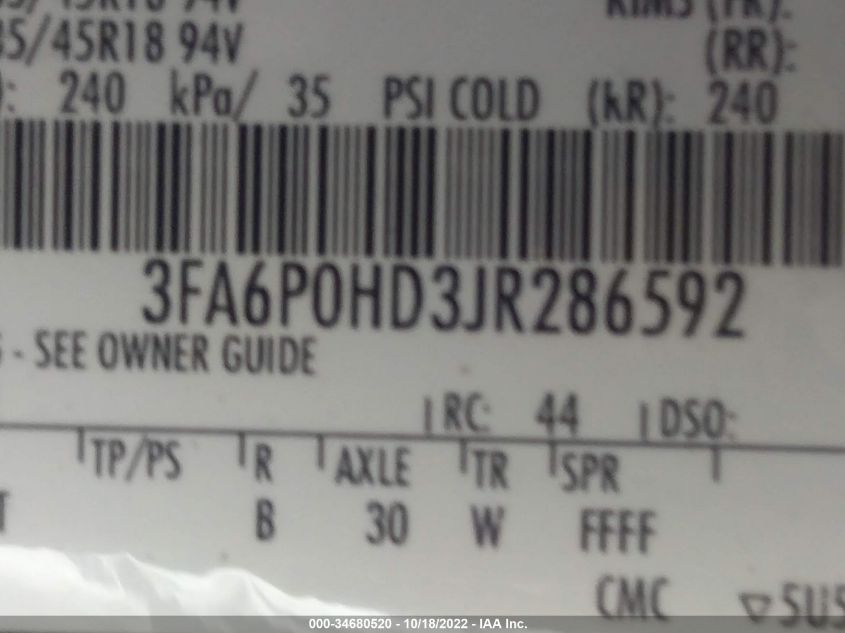 45R18 94V
(RR):
240 kPa/ 35 PSI COLD (RR): 240
3FA6P0HD3JR286592
- SEE OWNER GUIDE
RC: 44 DSO:
TP/PS R AXLE TR SPR
B 30 W FFFF
CMC ▽5U5
000-34680520 - 10/18/2022 - IAA Inc.